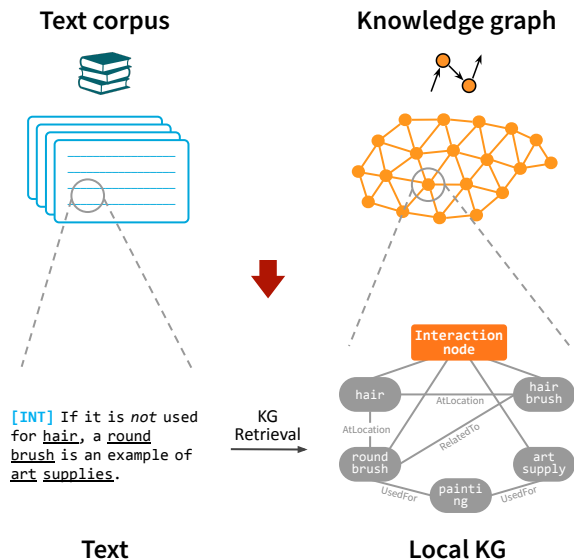 Text corpus
Knowledge graph
Interaction
node
hair
hair
brush
AtLocation
[INT] If it is not used
for hair, a round
brush is an example of
art supplies.
KG
Retrieval
AtLocation
RelatedTo
round
brush
art
supply
UsedFor
painti
ng
UsedFor
Text
Local KG